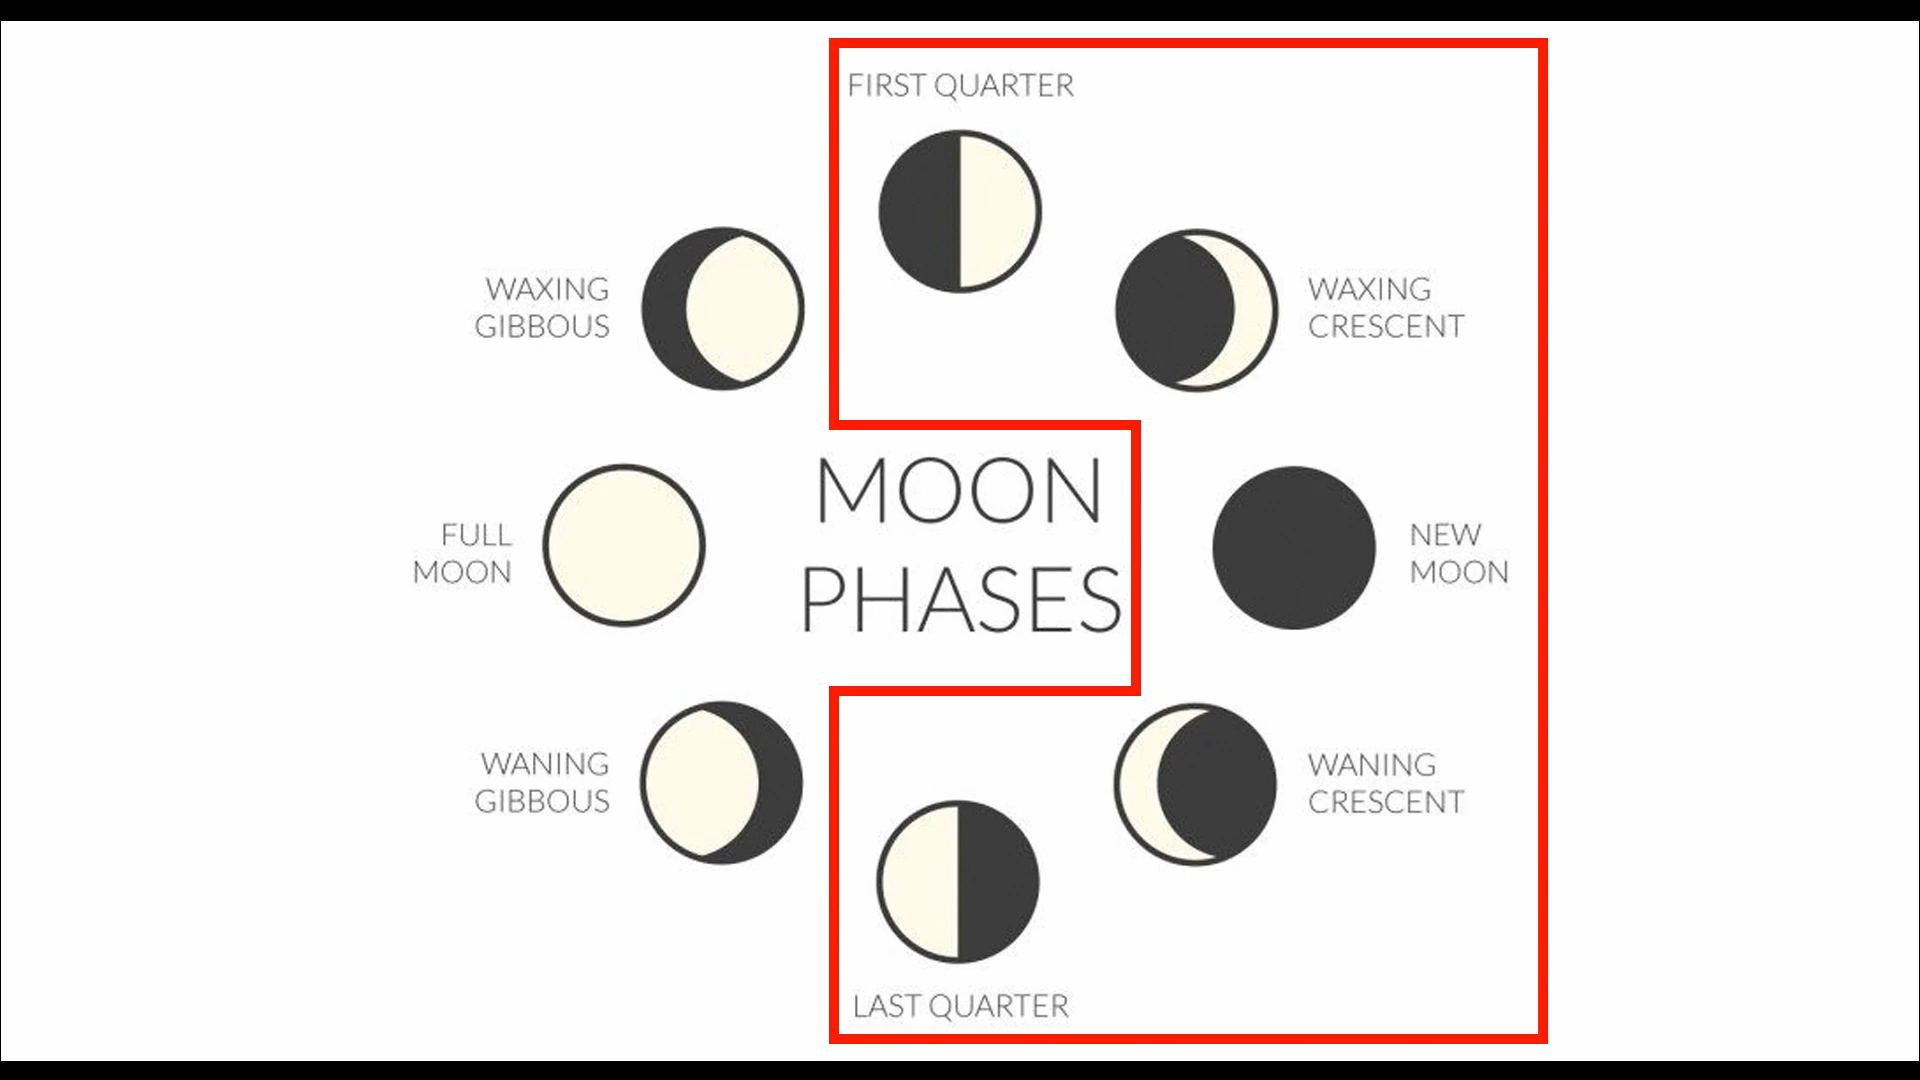 FIRST QUARTER
WAXING
GIBBOUS
WAXING
CRESCENT
FULL
MOON
MOON
PHASES
NEW
MOON
WANING
GIBBOUS
WANING
CRESCENT
LAST QUARTER